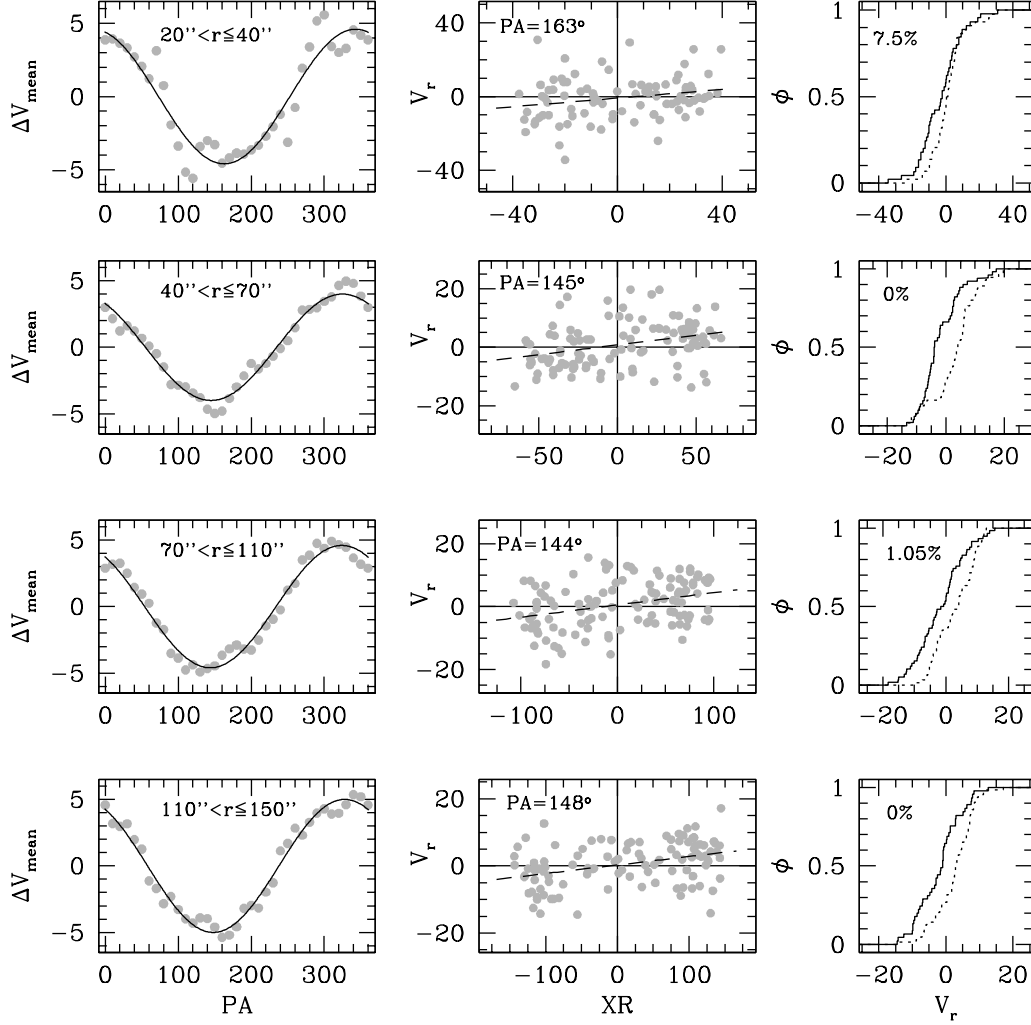 20''<r≦40''
PA=163°
7.5%
ΔV_mean
V_r
ϕ
5
0
−5
40
0
−40
1
0.5
0
0 100 200 300
−40 0 40
−40 0 40
40''<r≦70''
PA=145°
0%
ΔV_mean
V_r
ϕ
5
0
−5
20
0
−20
1
0.5
0
0 100 200 300
−50 0 50
−20 0 20
70''<r≦110''
PA=144°
1.05%
ΔV_mean
V_r
ϕ
5
0
−5
20
0
−20
1
0.5
0
0 100 200 300
−100 0 100
−20 0 20
110''<r≦150''
PA=148°
0%
ΔV_mean
V_r
ϕ
5
0
−5
20
0
−20
1
0.5
0
0 100 200 300
−100 0 100
−20 0 20
PA
XR
V_r